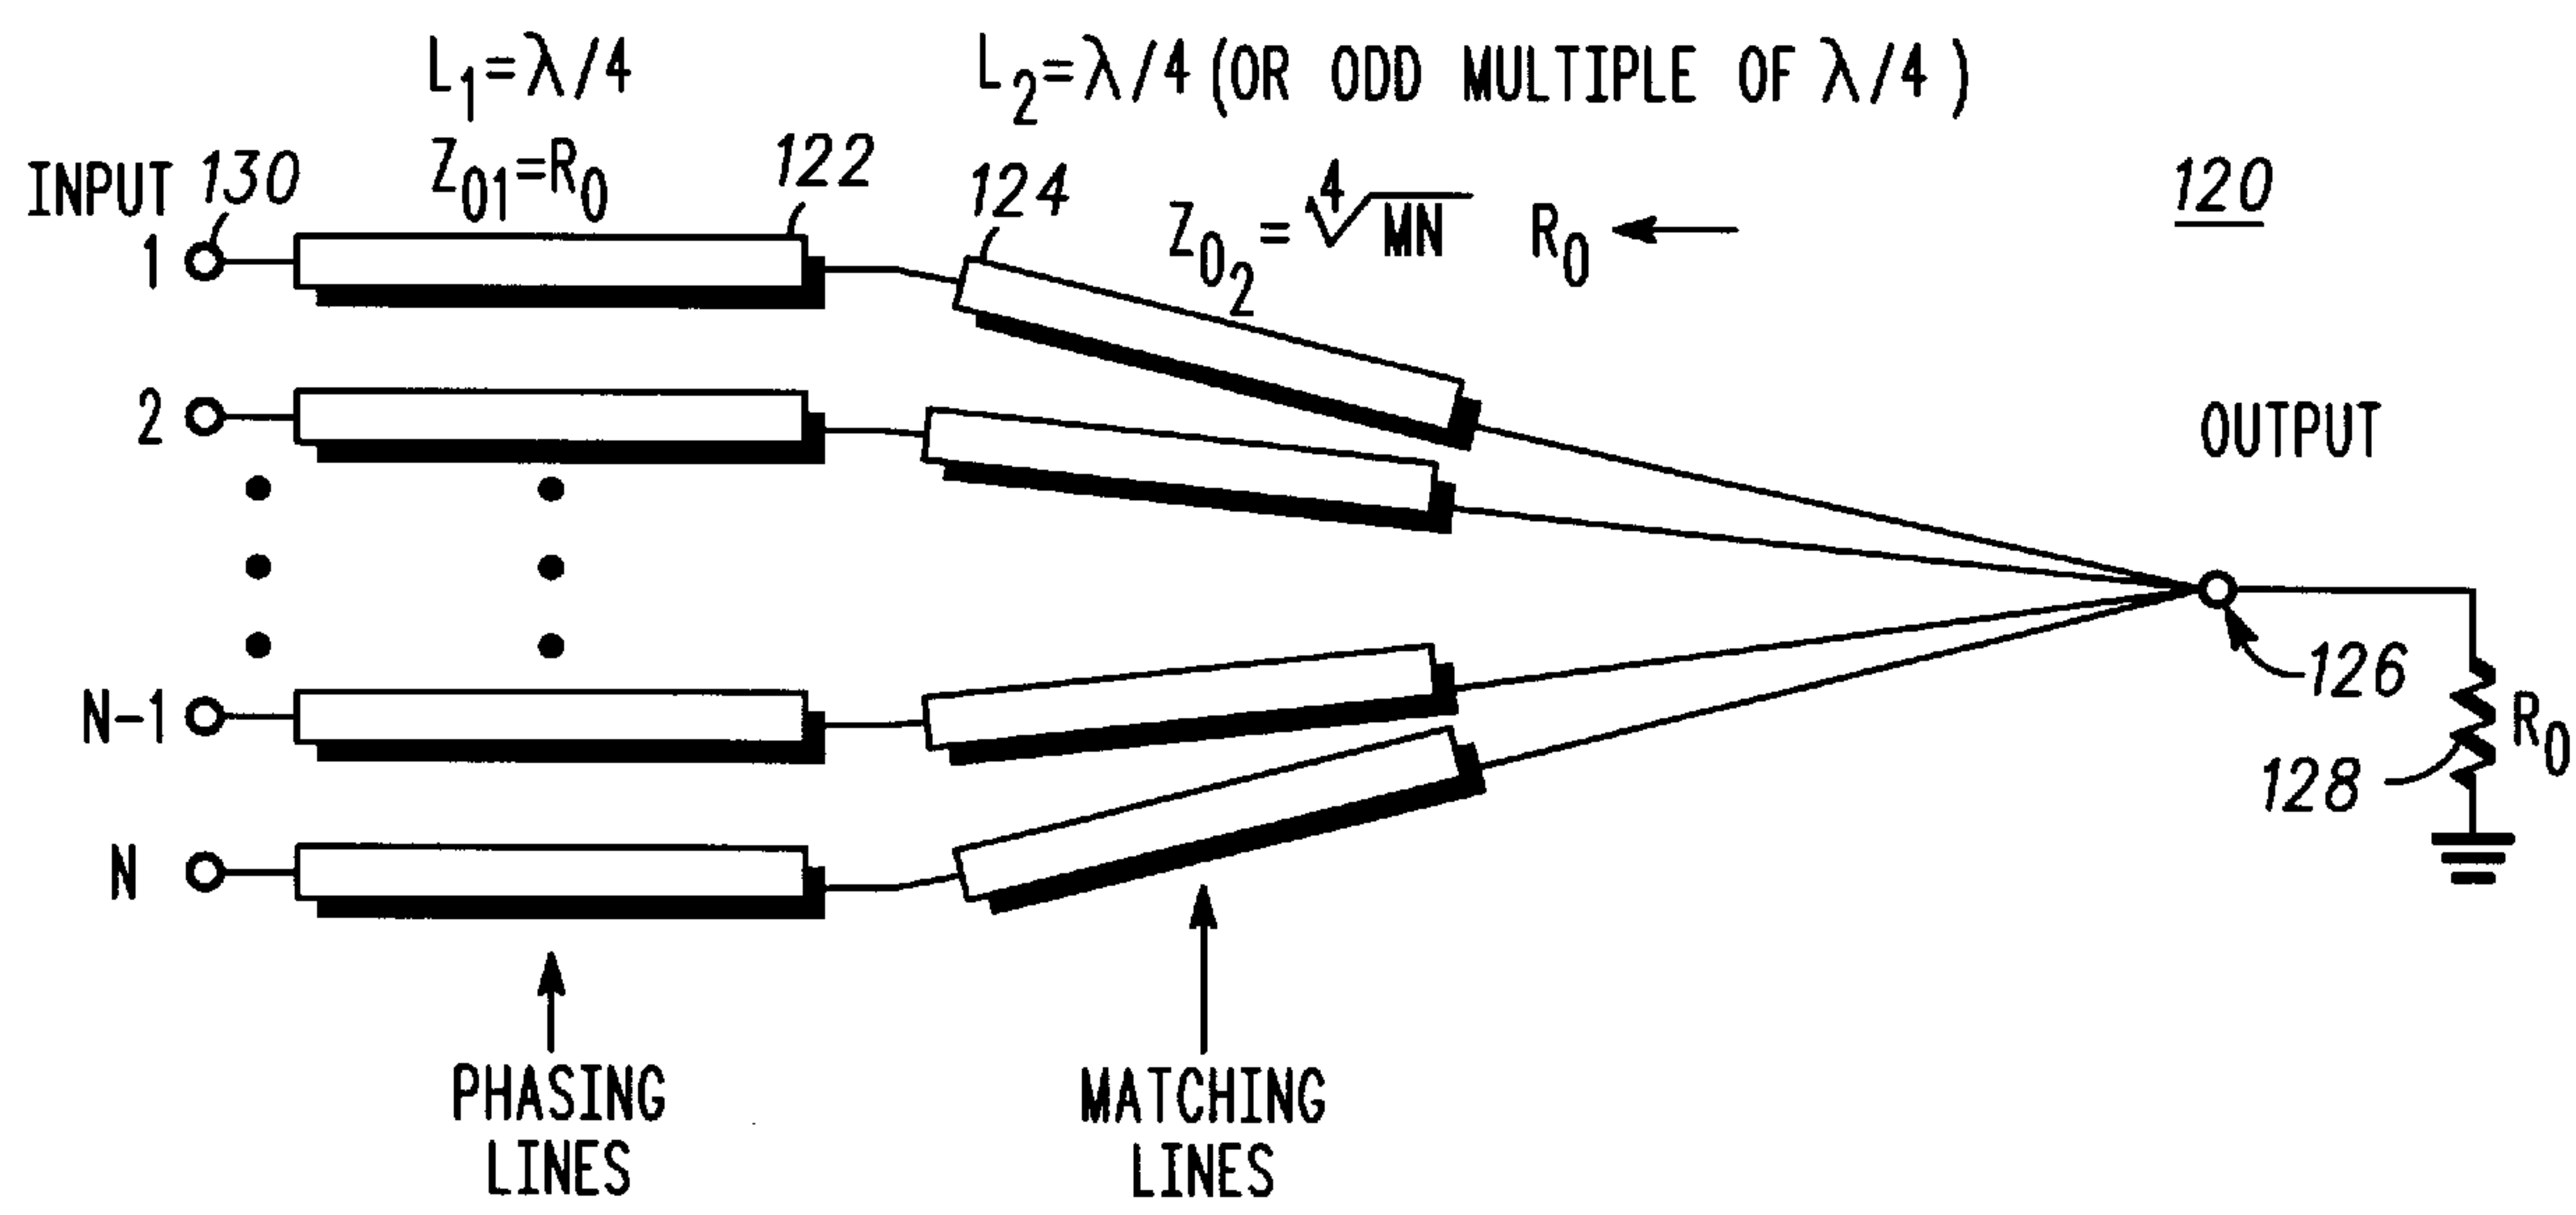 L1=λ/4
L2=λ/4 (OR ODD MULTIPLE OF λ/4)
Z01=R0
Z02 = ∜MN R0
INPUT 130
122
124
120
1
2
OUTPUT
N-1
126
R0
128
N
PHASING
LINES
MATCHING
LINES